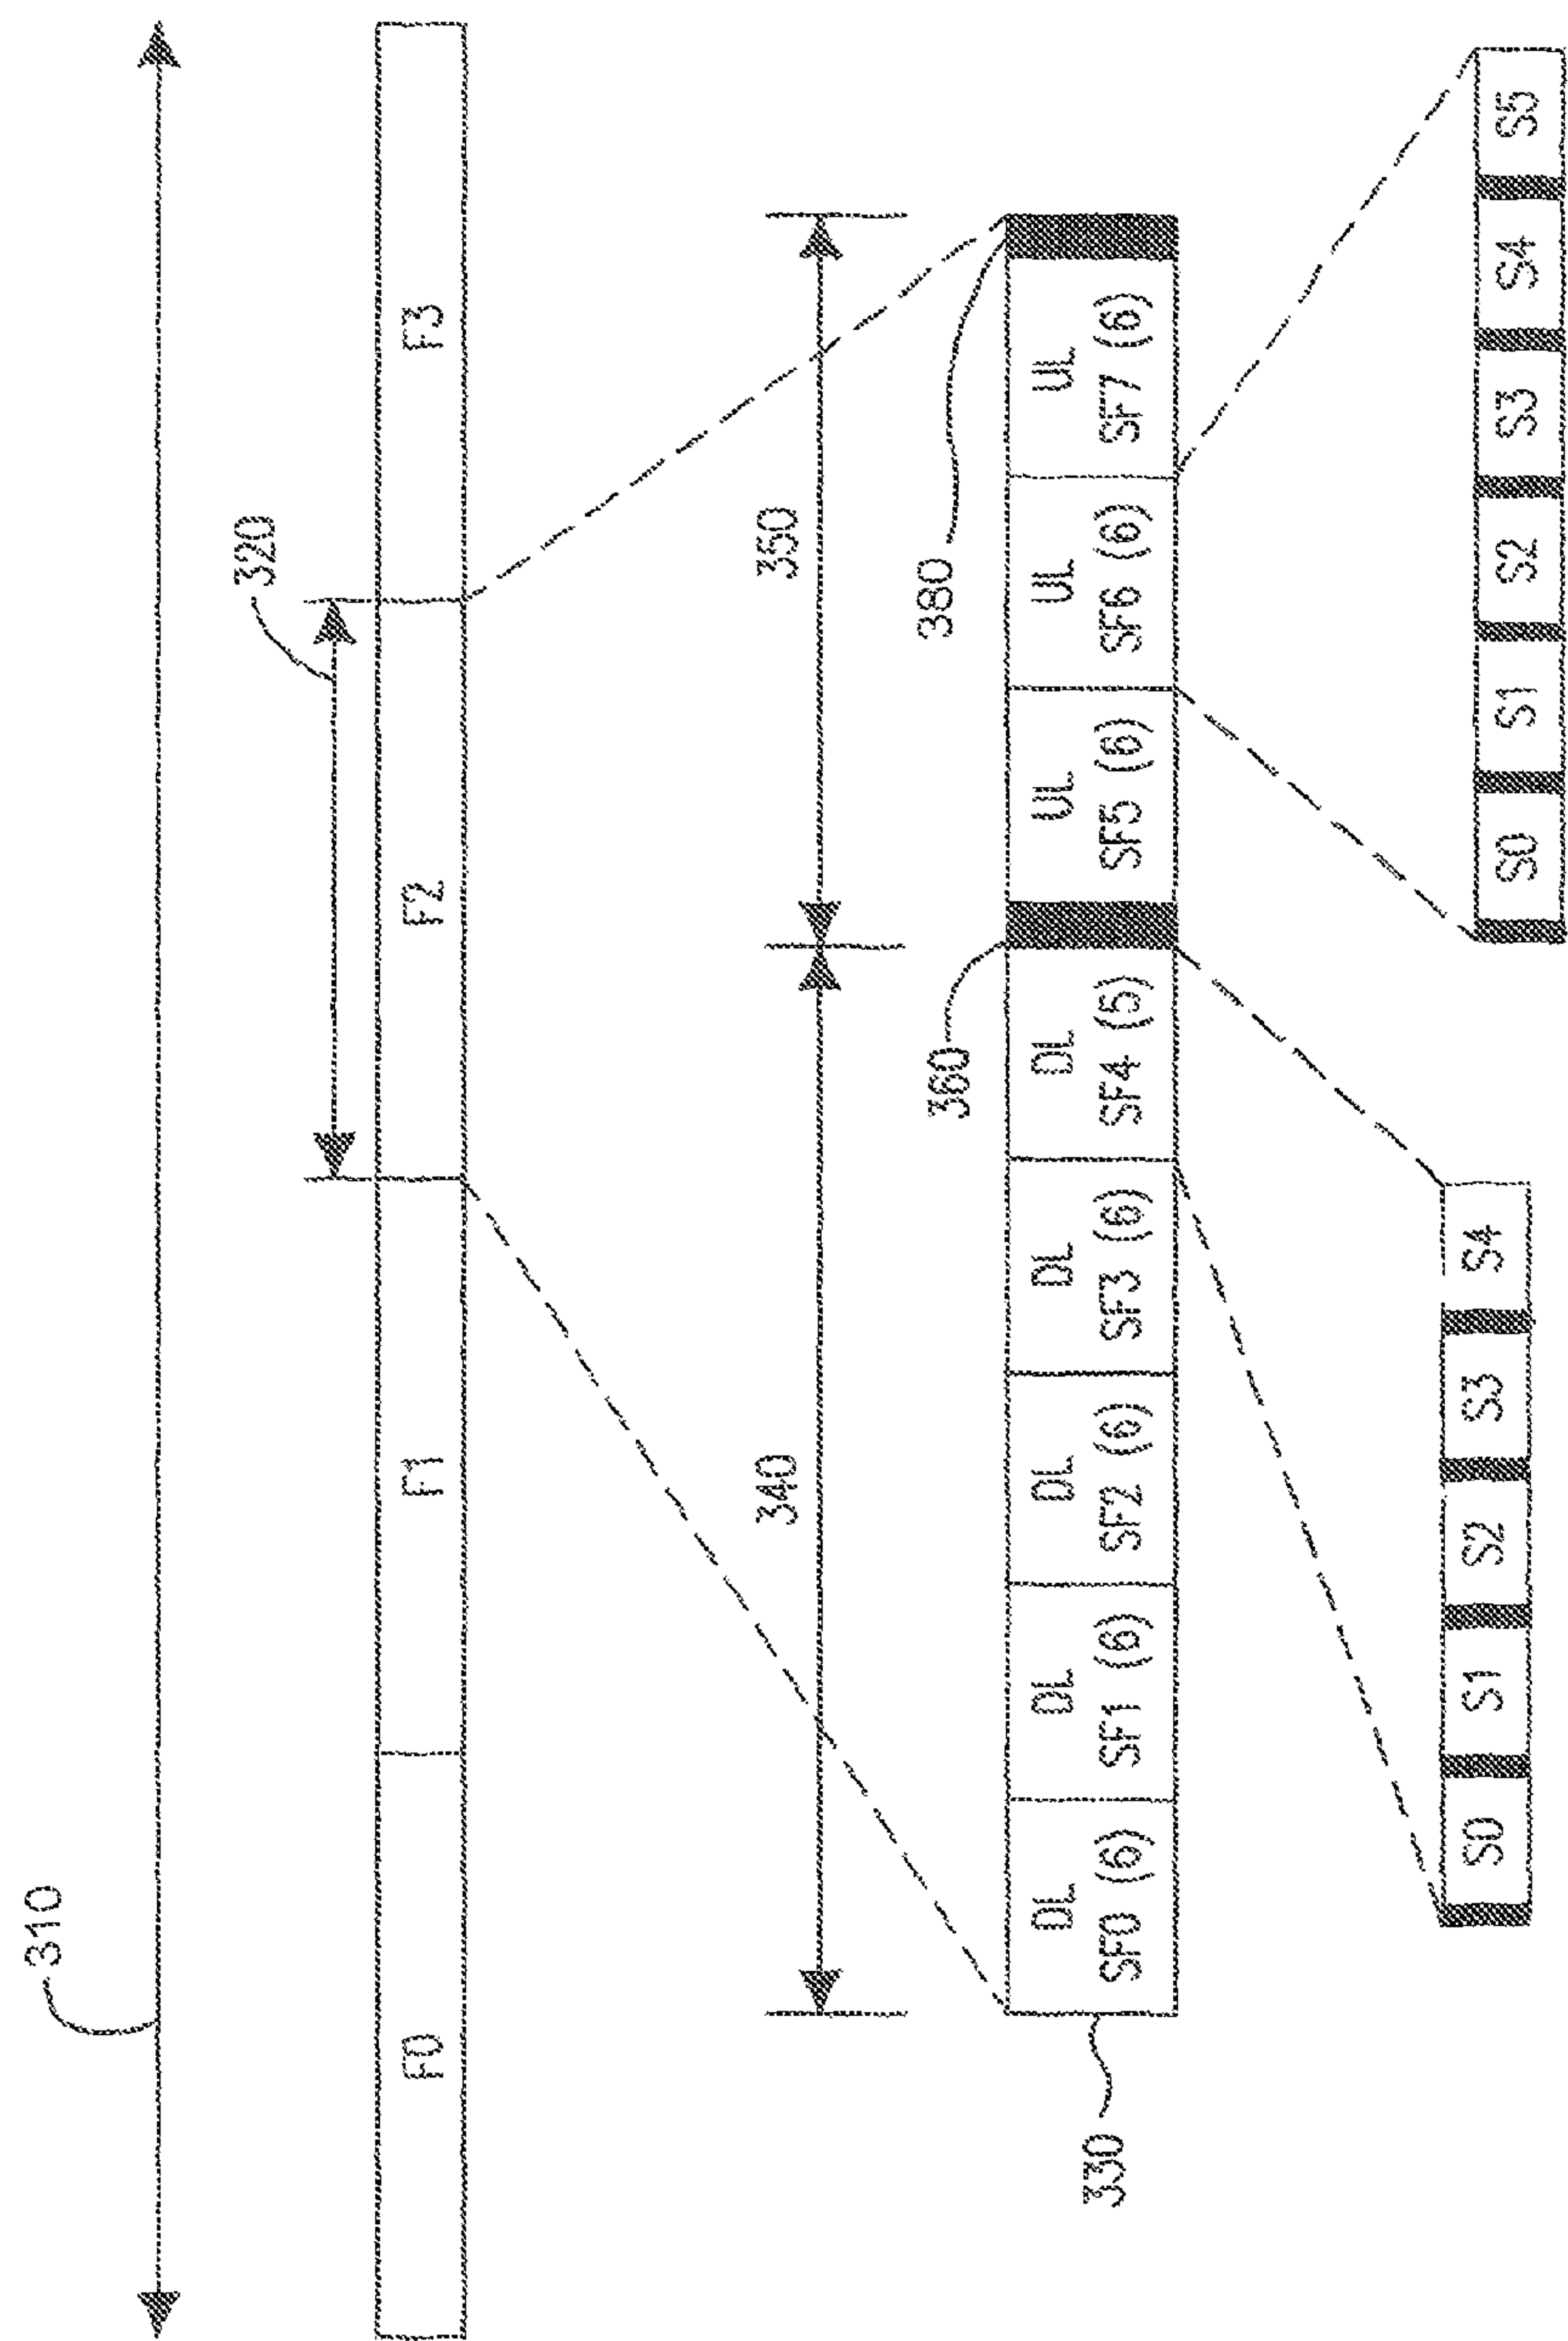 310
F0 F1 F2 F3
320
340 350
360 380
330
DL SF0 (6)
DL SF1 (6)
DL SF2 (6)
DL SF3 (6)
DL SF4 (5)
UL SF5 (6)
UL SF6 (6)
UL SF7 (6)
S0 S1 S2 S3 S4
S0 S1 S2 S3 S4 S5